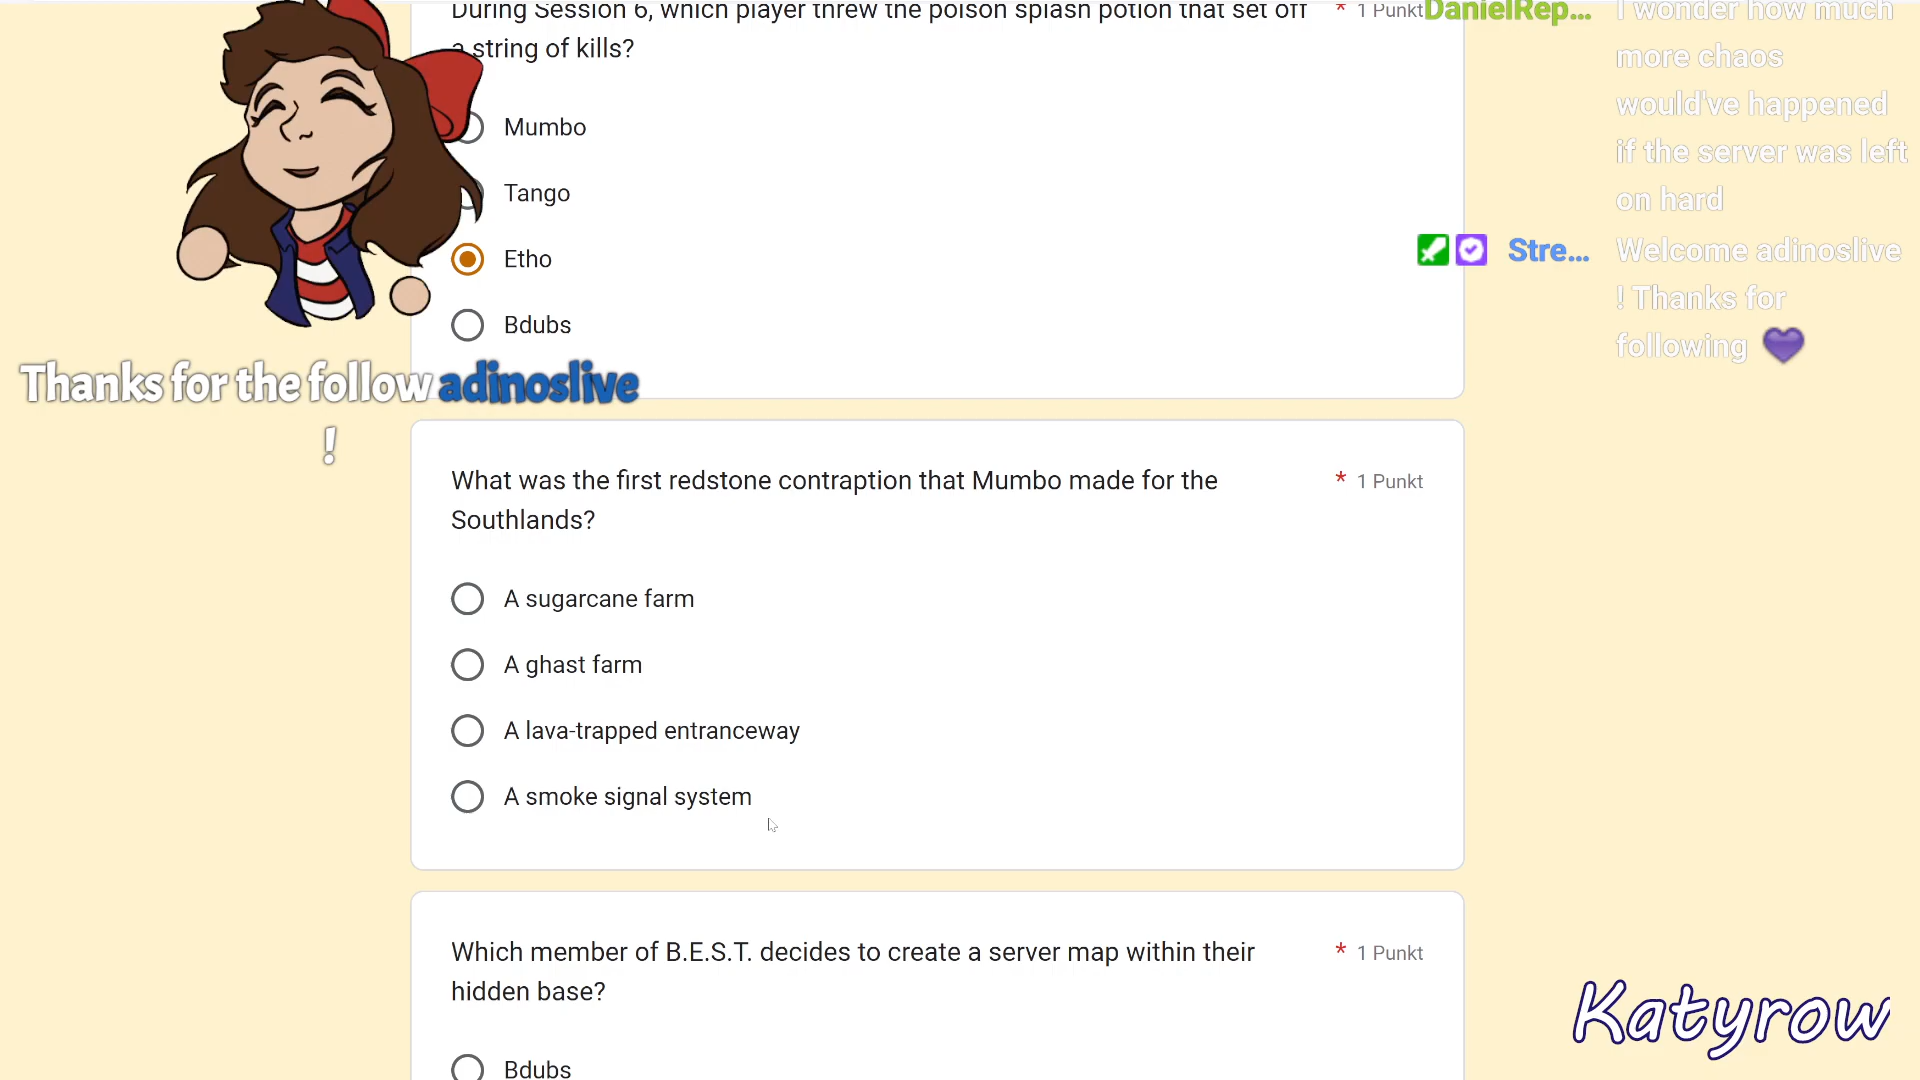 During Session 6, which player threw the poison splash potion that set off
a string of kills?
* 1 Punkt
Mumbo
Tango
Etho
Bdubs
DanielRep...
I wonder how much
more chaos
would've happened
if the server was left
on hard
Stre...
Welcome adinoslive
! Thanks for
following
Thanks for the follow adinoslive
!
What was the first redstone contraption that Mumbo made for the
Southlands?
* 1 Punkt
A sugarcane farm
A ghast farm
A lava-trapped entranceway
A smoke signal system
Which member of B.E.S.T. decides to create a server map within their
hidden base?
* 1 Punkt
Bdubs
Katyrow